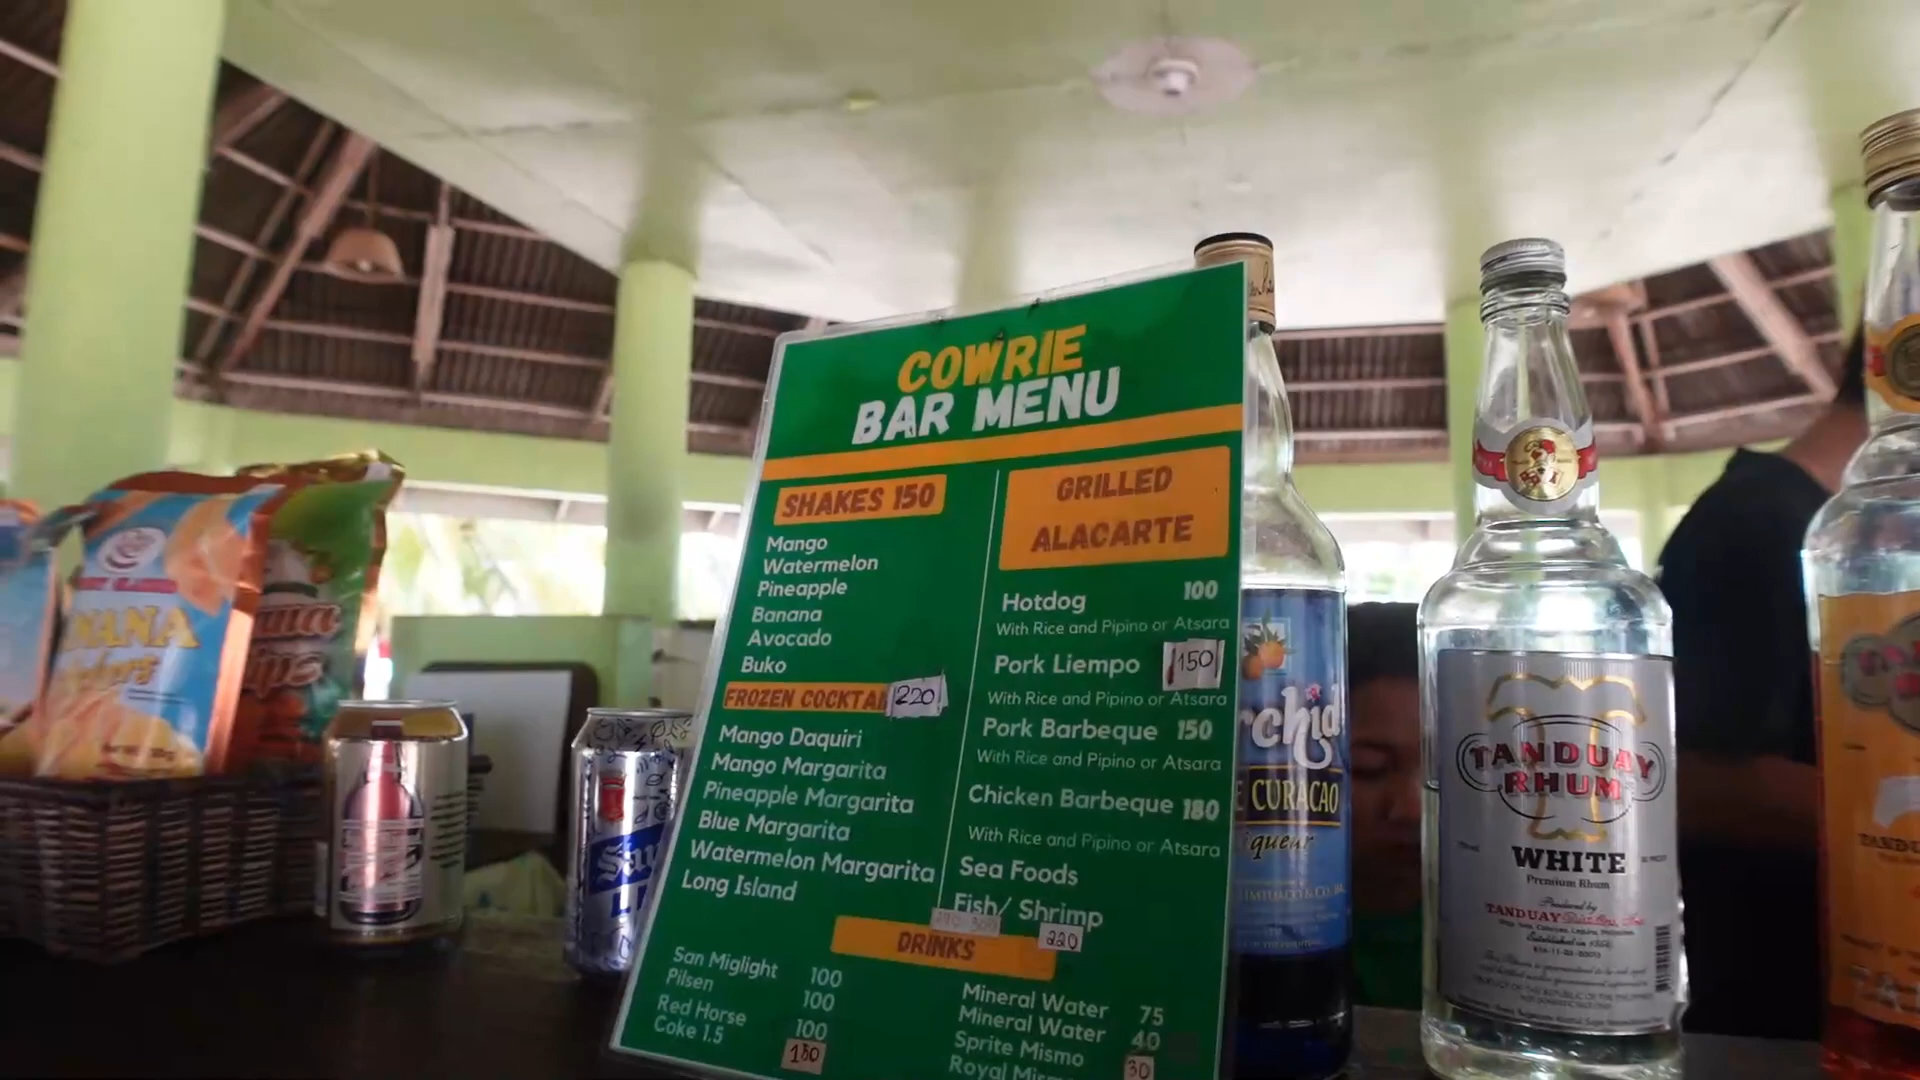 COWRIE
BAR MENU
SHAKES 150
Mango
Watermelon
Pineapple
Banana
Avocado
Buko
FROZEN COCKTAI 220
Mango Daquiri
Mango Margarita
Pineapple Margarita
Blue Margarita
Watermelon Margarita
Long Island
GRILLED
ALACARTE
Hotdog 100
With Rice and Pipino or Atsara
Pork Liempo 150
With Rice and Pipino or Atsara
Pork Barbeque 150
With Rice and Pipino or Atsara
Chicken Barbeque 180
With Rice and Pipino or Atsara
Sea Foods
Fish/ Shrimp
220
DRINKS
San Miglight 100
Pilsen 100
Red Horse 100
Coke 1.5
Mineral Water 75
Mineral Water 40
Sprite Mismo 30
Royal
rchid
CURACAO
iqueur
TANDUAY
RHUM
WHITE
Premium Rhum
Produced by
TANDUAY